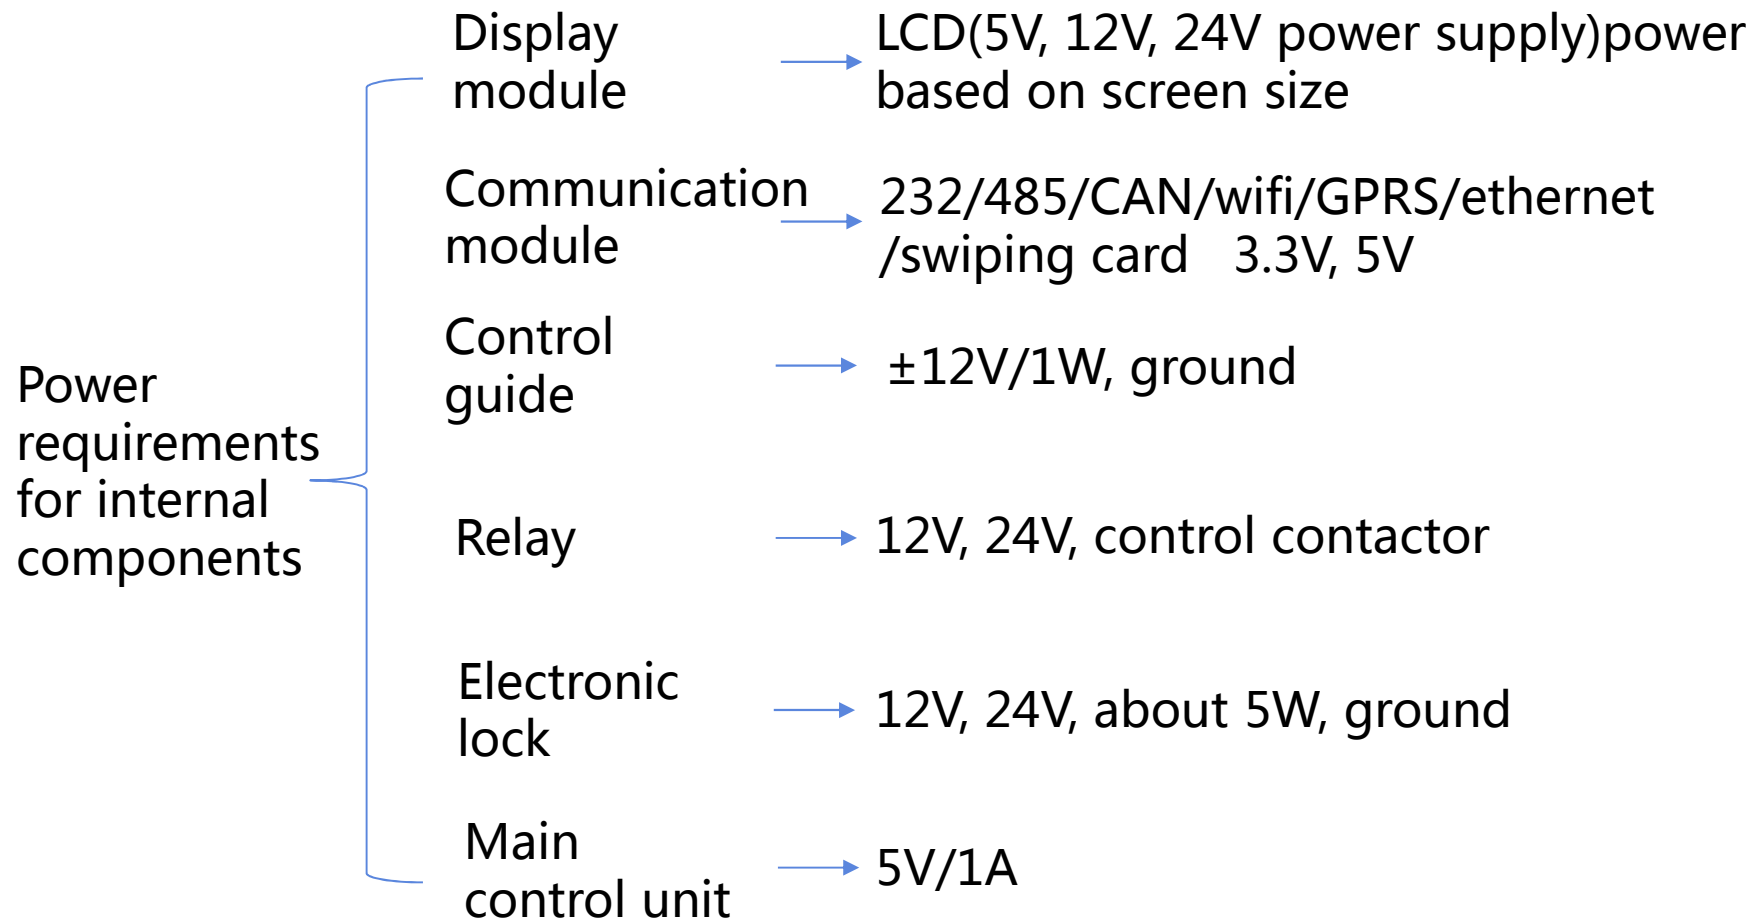 Power
requirements
for internal
components
Display
module
LCD(5V, 12V, 24V power supply)power
based on screen size
Communication
module
232/485/CAN/wifi/GPRS/ethernet
/swiping card 3.3V, 5V
Control
guide
±12V/1W, ground
Relay
12V, 24V, control contactor
Electronic
lock
12V, 24V, about 5W, ground
Main
control unit
5V/1A